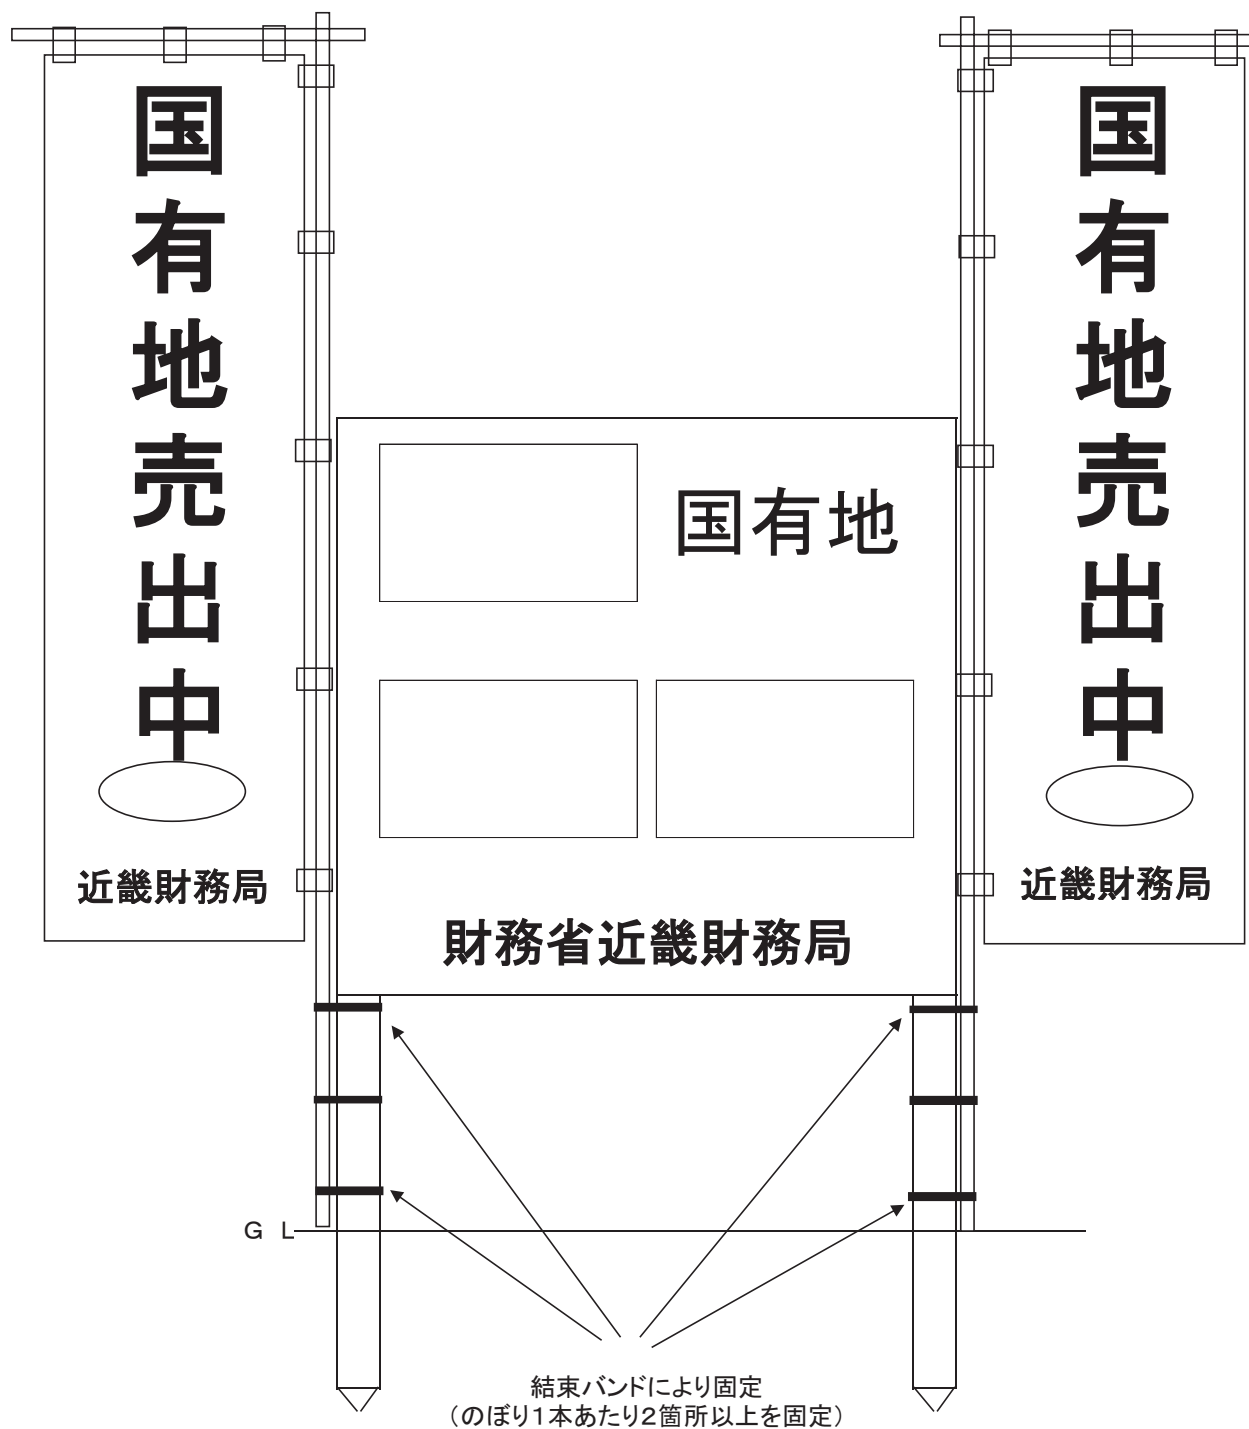 国有地売出中
近畿財務局
国有地
財務省近畿財務局
国有地売出中
近畿財務局
G L
結束バンドにより固定
（のぼり１本あたり２箇所以上を固定）